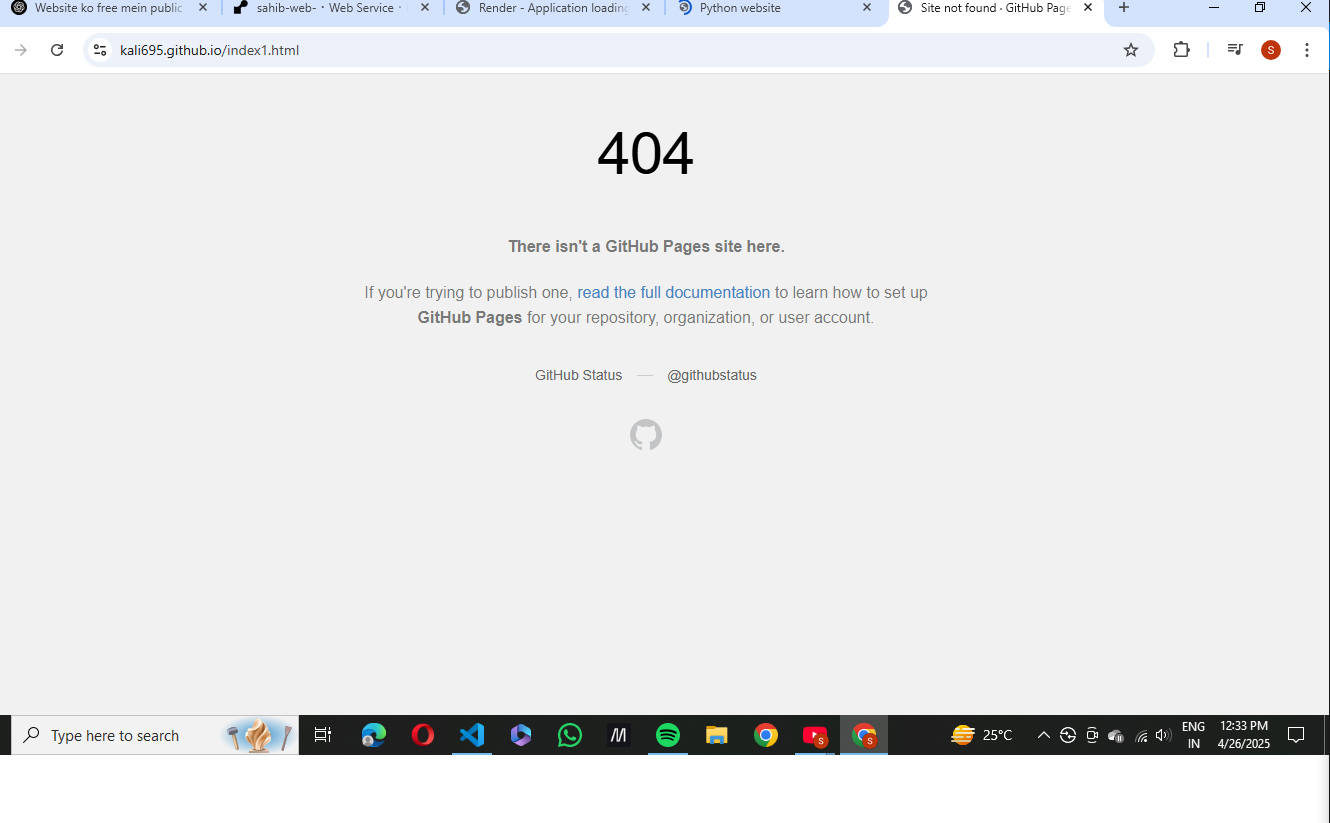 Website ko free mein public
sahib-web- · Web Service ·
Render - Application loading
Python website
Site not found · GitHub Page
kali695.github.io/index1.html
S
404
There isn't a GitHub Pages site here.
If you're trying to publish one, read the full documentation to learn how to set up
GitHub Pages for your repository, organization, or user account.
GitHub Status — @githubstatus
Type here to search
M
S
S
25°C
ENG
IN
12:33 PM
4/26/2025